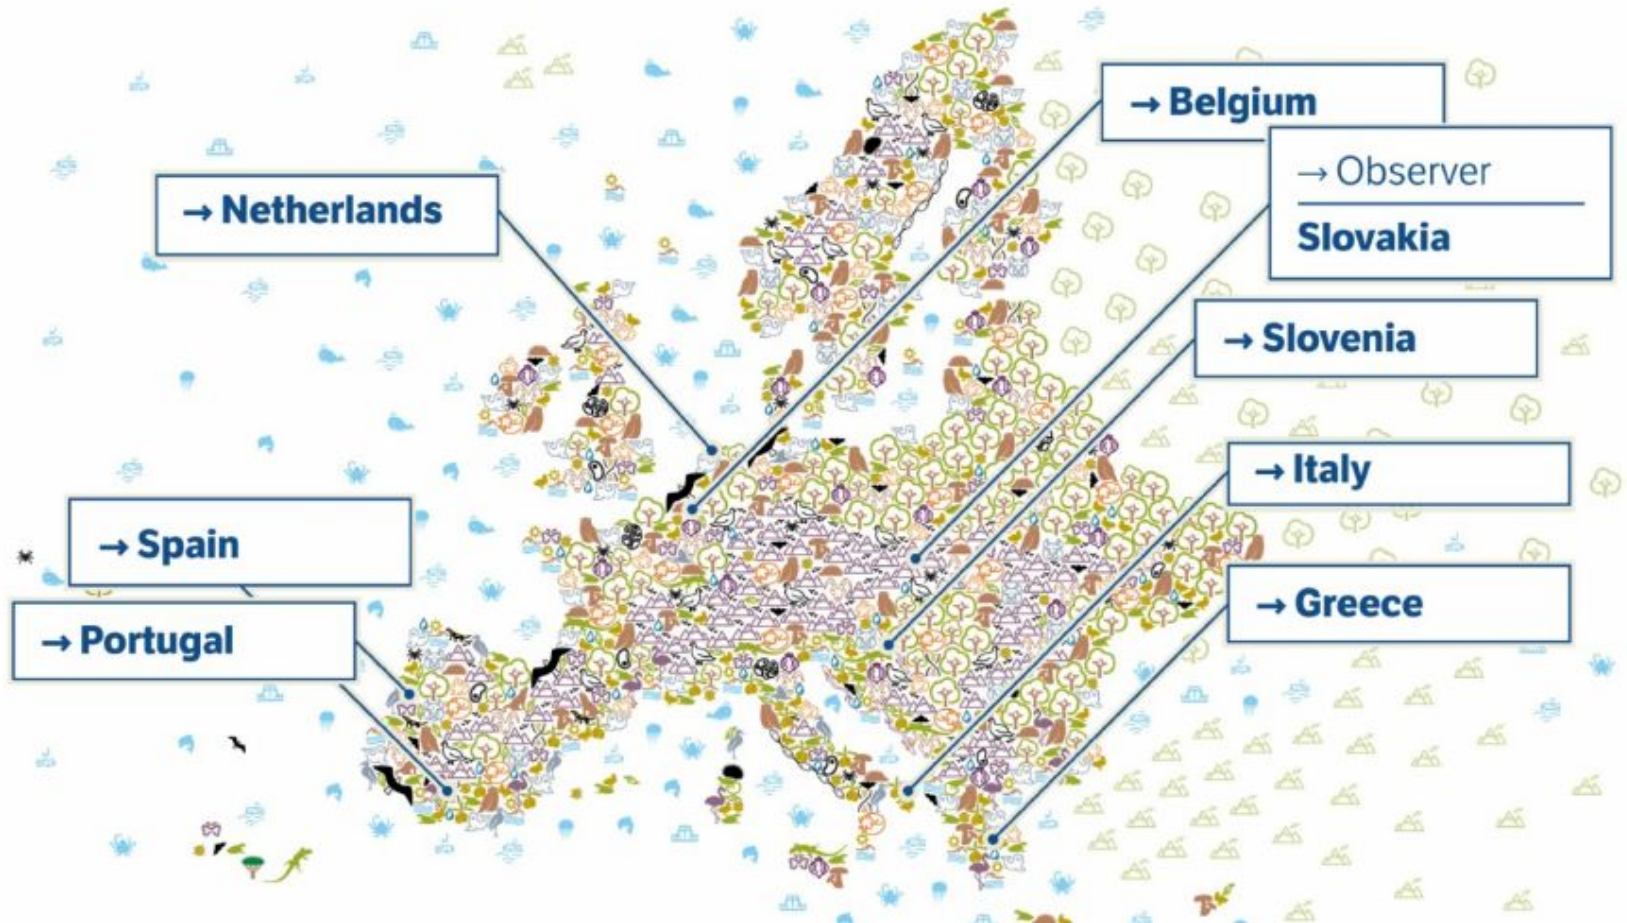 → Belgium
→ Observer
Slovakia
→ Netherlands
→ Slovenia
→ Italy
→ Spain
→ Greece
→ Portugal